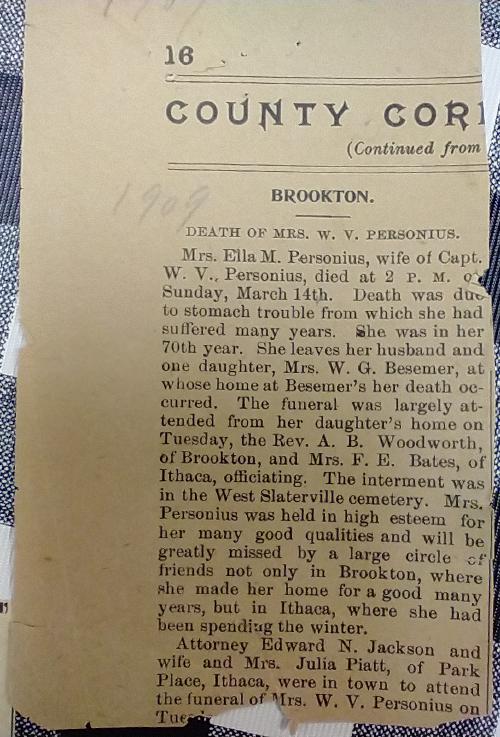 16
COUNTY COR
(Continued from
1909
BROOKTON.
DEATH OF MRS. W. V. PERSONIUS.
Mrs. Ella M. Personius, wife of Capt.
W. V., Personius, died at 2 P. M. o
Sunday, March 14th. Death was due
to stomach trouble from which she had
suffered many years. She was in her
70th year. She leaves her husband and
one daughter, Mrs. W. G. Besemer, at
whose home at Besemer's her death oc-
curred. The funeral was largely at-
tended from her daughter's home on
Tuesday, the Rev. A. B. Woodworth,
of Brookton, and Mrs. F. E. Bates, of
Ithaca, officiating. The interment was
in the West Slaterville cemetery. Mrs.
Personius was held in high esteem for
her many good qualities and will be
greatly missed by a large circle of
friends not only in Brookton, where
she made her home for a good many
years, but in Ithaca, where she had
been spending the winter.
Attorney Edward N. Jackson and
wife and Mrs. Julia Piatt, of Park
Place, Ithaca, were in town to attend
the funeral of Mrs. W. V. Personius on
Tuesd